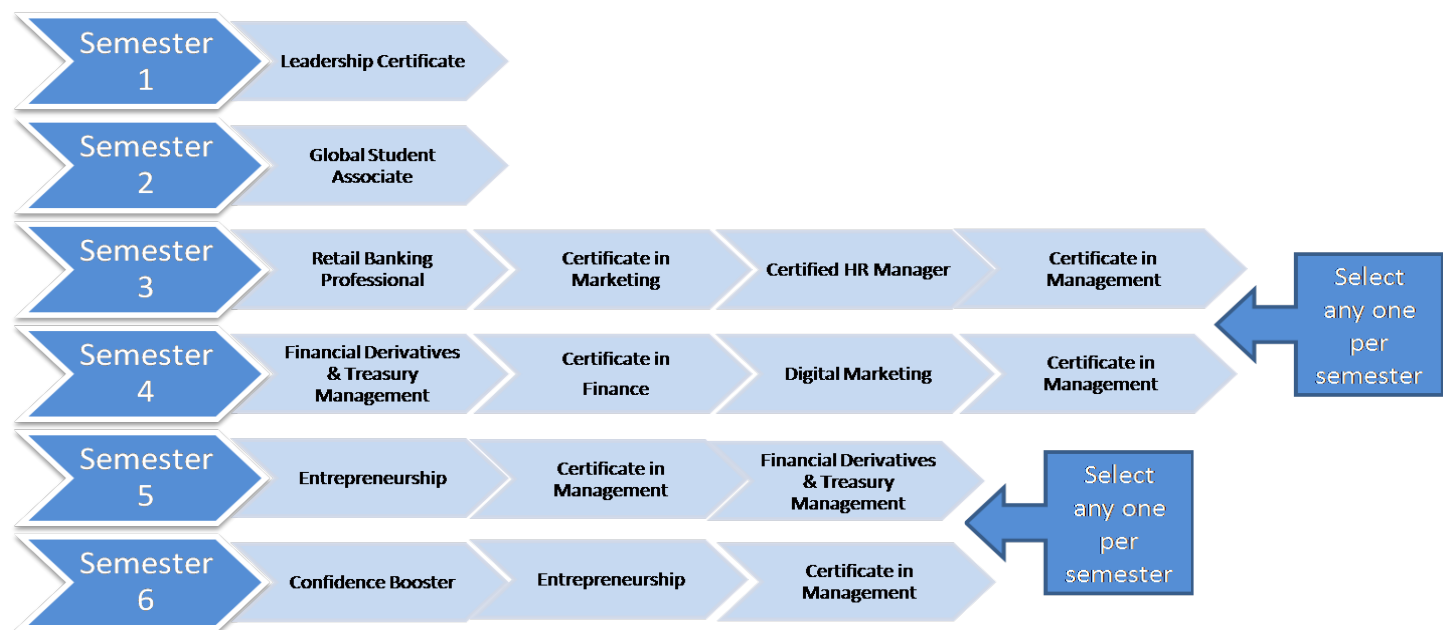 Semester
1
Leadership Certificate
Semester
2
Global Student
Associate
Semester
3
Retail Banking
Professional
Certificate in
Marketing
Certified HR Manager
Certificate in
Management
Semester
4
Financial Derivatives
& Treasury
Management
Certificate in
Finance
Digital Marketing
Certificate in
Management
Select
any one
per
semester
Semester
5
Entrepreneurship
Certificate in
Management
Financial Derivatives
& Treasury
Management
Semester
6
Confidence Booster
Entrepreneurship
Certificate in
Management
Select
any one
per
semester